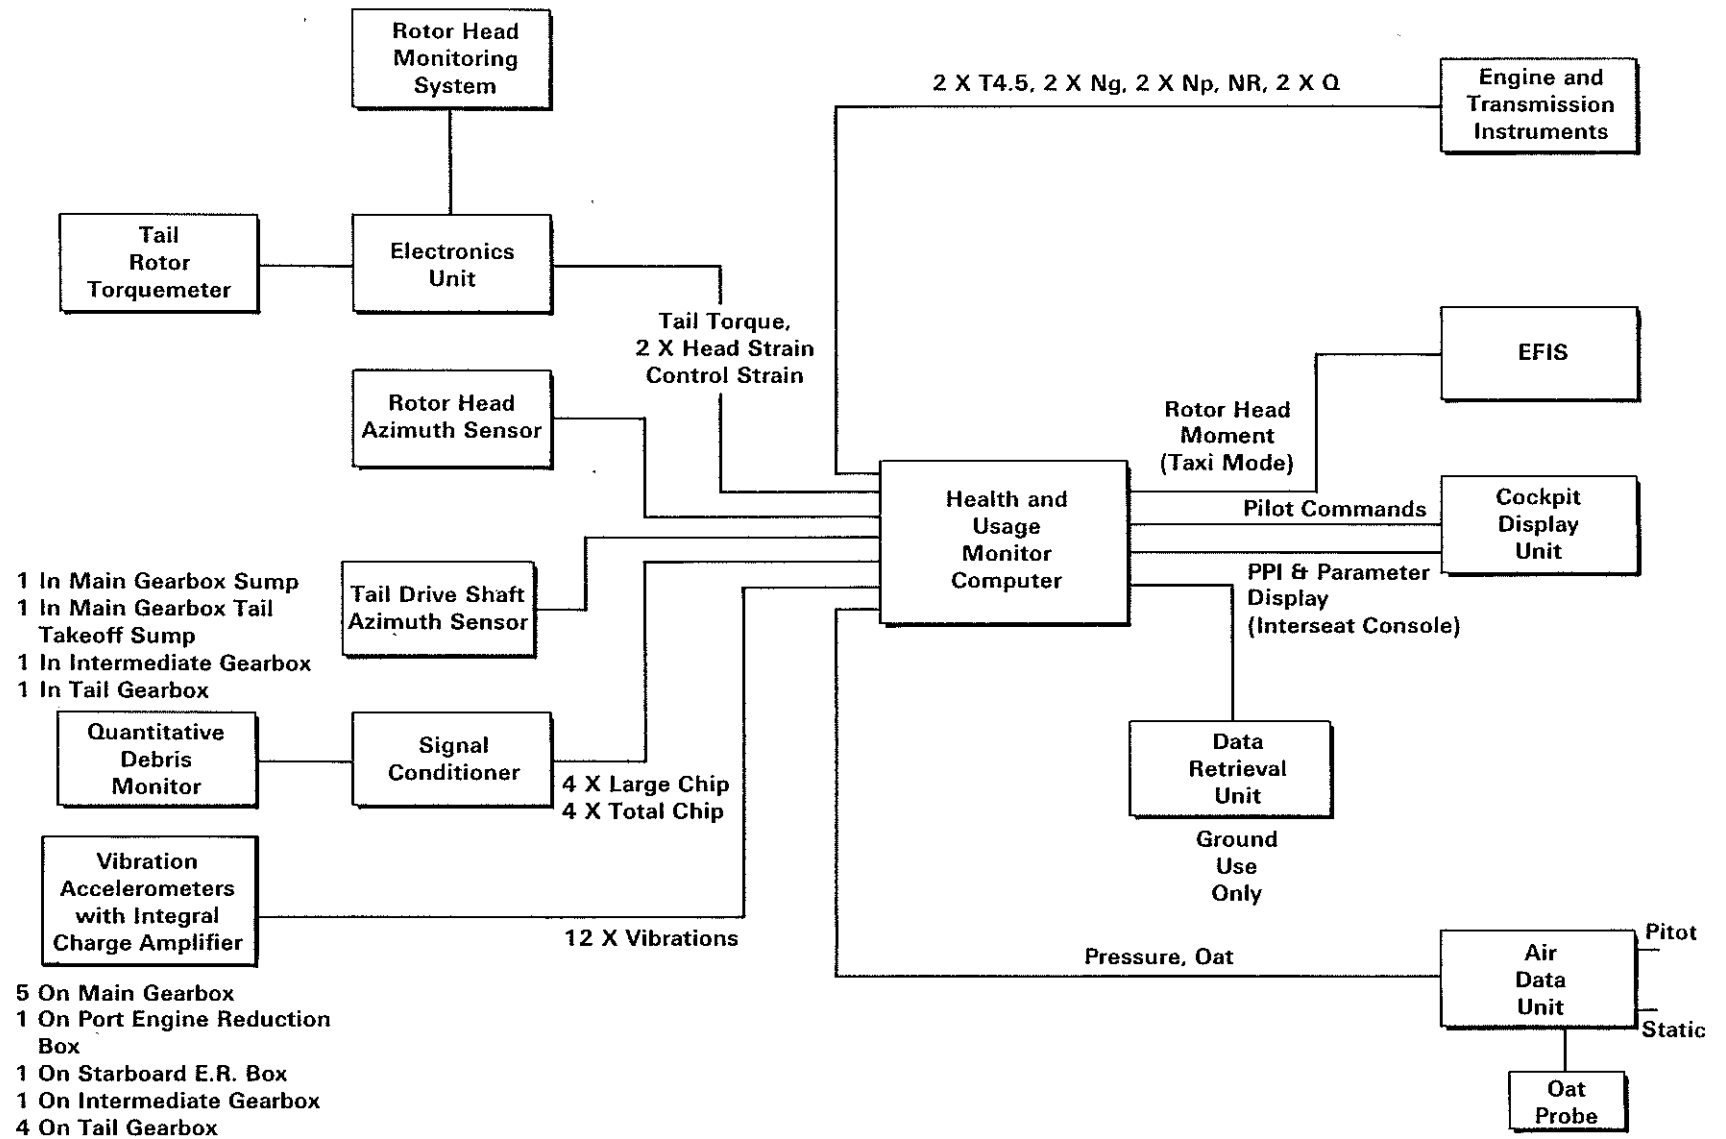 Rotor Head
Monitoring
System
2 X T4.5, 2 X Ng, 2 X Np, NR, 2 X Q
Engine and
Transmission
Instruments
Tail
Rotor
Torquemeter
Electronics
Unit
Tail Torque,
2 X Head Strain
Control Strain
EFIS
Rotor Head
Azimuth Sensor
Rotor Head
Moment
(Taxi Mode)
Health and
Usage
Monitor
Computer
Pilot Commands
Cockpit
Display
Unit
PPI & Parameter
Display
(Interseat Console)
1 In Main Gearbox Sump
1 In Main Gearbox Tail
Takeoff Sump
1 In Intermediate Gearbox
1 In Tail Gearbox
Tail Drive Shaft
Azimuth Sensor
Quantitative
Debris
Monitor
Signal
Conditioner
4 X Large Chip
4 X Total Chip
Data
Retrieval
Unit
Ground
Use
Only
Vibration
Accelerometers
with Integral
Charge Amplifier
12 X Vibrations
5 On Main Gearbox
1 On Port Engine Reduction
Box
1 On Starboard E.R. Box
1 On Intermediate Gearbox
4 On Tail Gearbox
Pressure, Oat
Air
Data
Unit
Pitot
Static
Oat
Probe